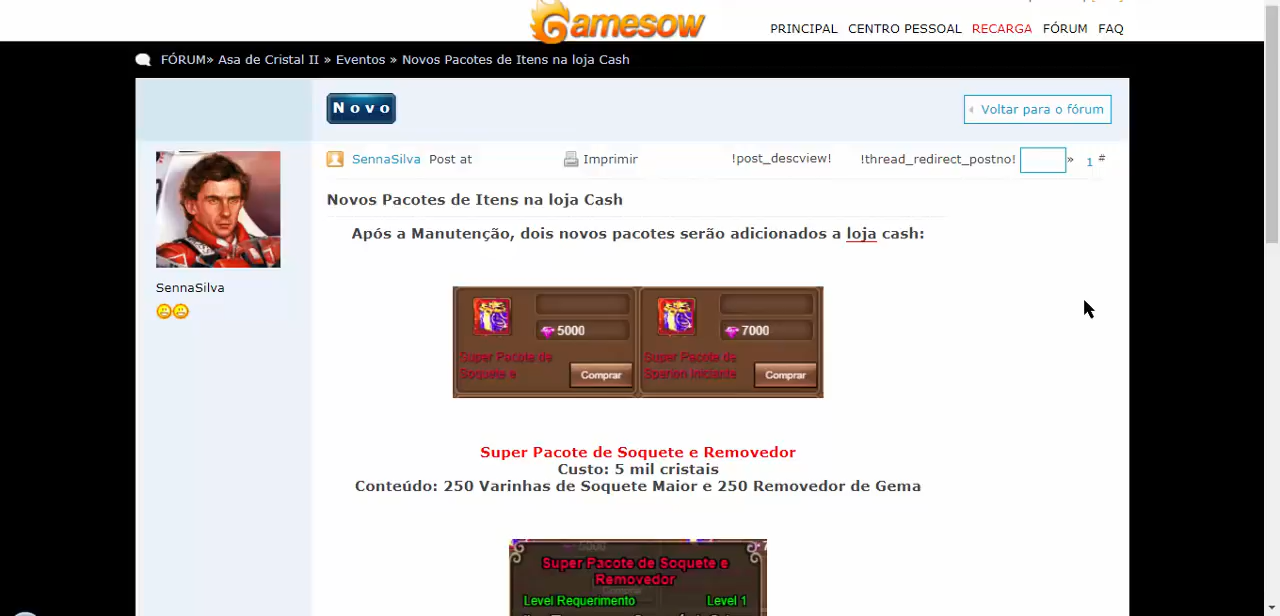 Gamesow
PRINCIPAL CENTRO PESSOAL RECARGA FÓRUM FAQ
FÓRUM» Asa de Cristal II » Eventos » Novos Pacotes de Itens na loja Cash
Novo
Voltar para o fórum
SennaSilva Post at Imprimir !post_descview! !thread_redirect_postno! » 1 #
Novos Pacotes de Itens na loja Cash
Após a Manutenção, dois novos pacotes serão adicionados a loja cash:
SennaSilva
5000 7000
Super Pacote de Super Pacote de
Soquete e Comprar Sperion Iniciante Comprar
Super Pacote de Soquete e Removedor
Custo: 5 mil cristais
Conteúdo: 250 Varinhas de Soquete Maior e 250 Removedor de Gema
Super Pacote de Soquete e
Removedor
Level Requerimento Level 1